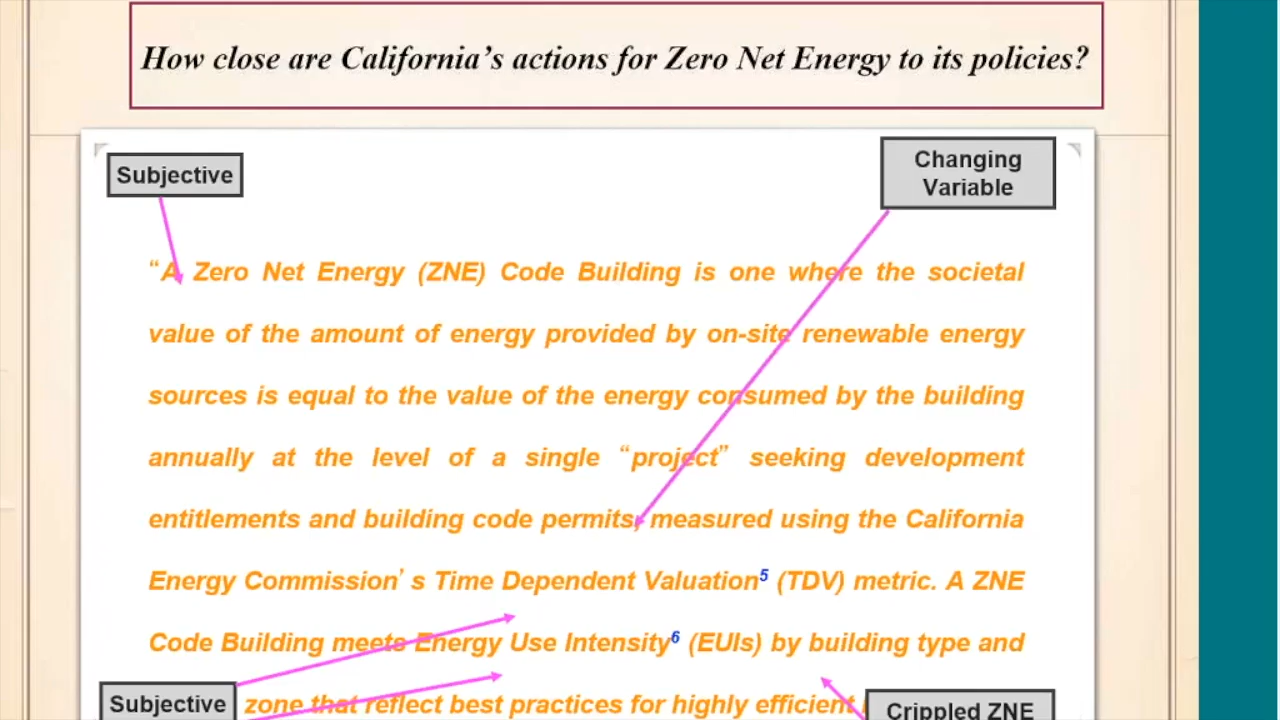 How close are California's actions for Zero Net Energy to its policies?
Subjective
Changing
Variable
“A Zero Net Energy (ZNE) Code Building is one where the societal
value of the amount of energy provided by on-site renewable energy
sources is equal to the value of the energy consumed by the building
annually at the level of a single “project” seeking development
entitlements and building code permits, measured using the California
Energy Commission’s Time Dependent Valuation5 (TDV) metric. A ZNE
Code Building meets Energy Use Intensity6 (EUIs) by building type and
Subjective
zone that reflect best practices for highly efficient
Crippled ZNE